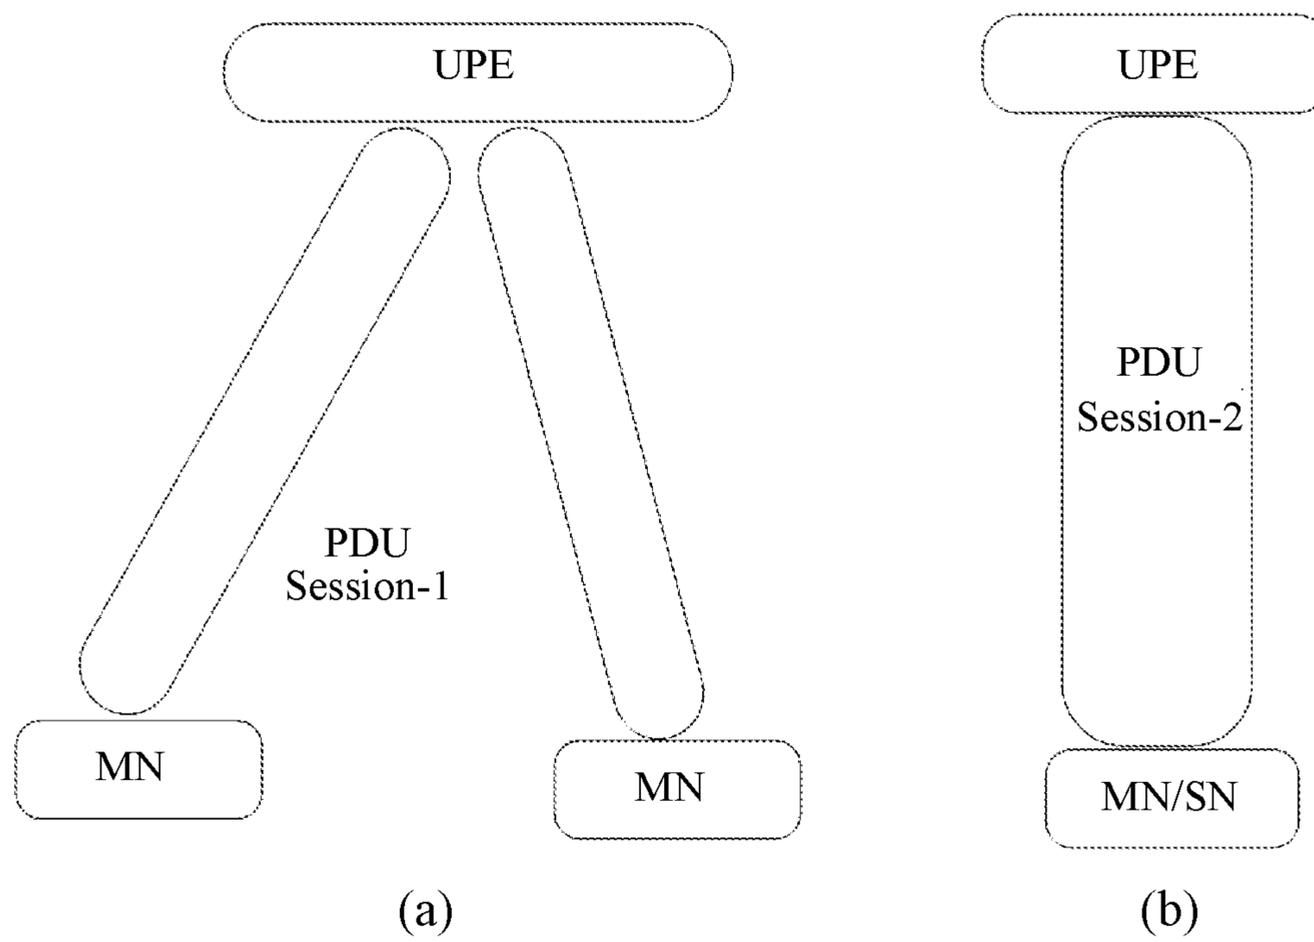 UPE
PDU
Session-1
MN
MN
(a)
UPE
PDU
Session-2
MN/SN
(b)